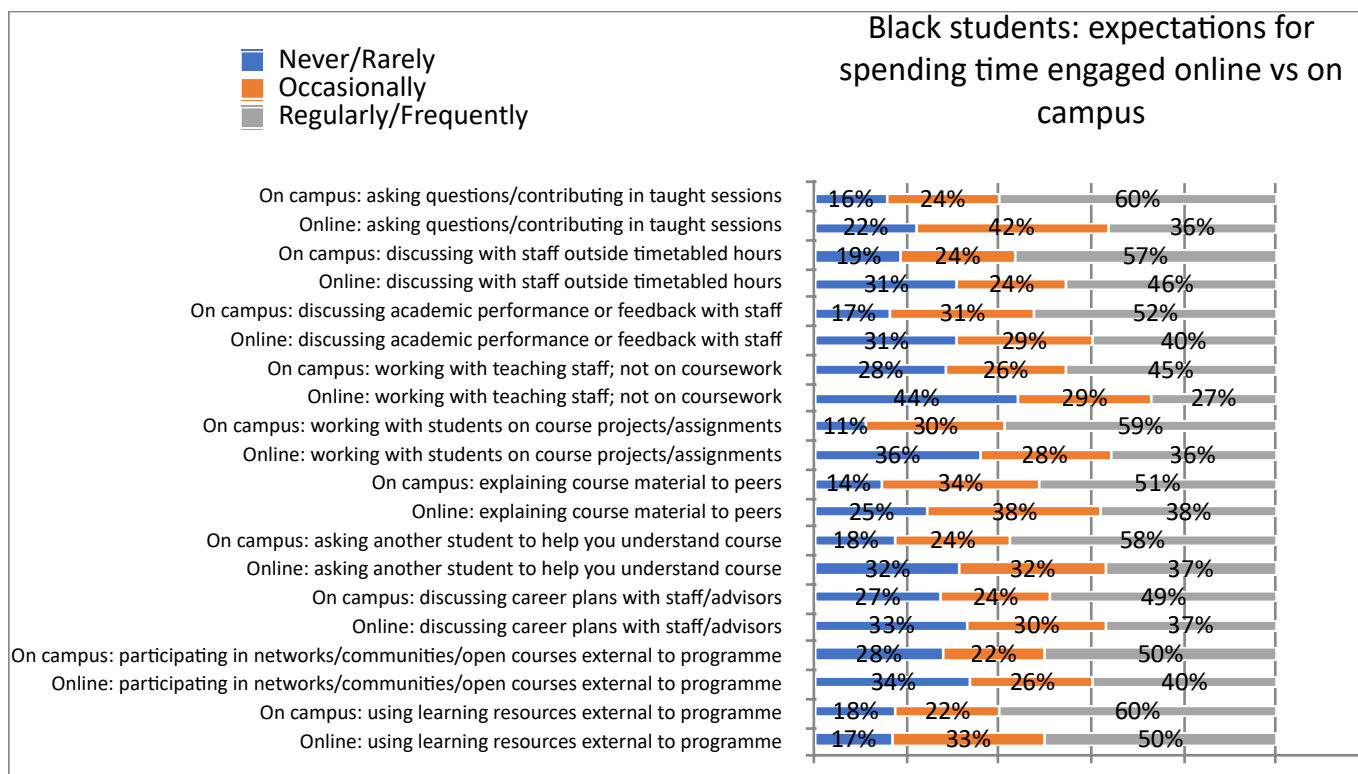 Black students: expectations for
spending time engaged online vs on
campus
Never/Rarely
Occasionally
Regularly/Frequently
On campus: asking questions/contributing in taught sessions 16% 24% 60%
Online: asking questions/contributing in taught sessions 22% 42% 36%
On campus: discussing with staff outside timetabled hours 19% 24% 57%
Online: discussing with staff outside timetabled hours 31% 24% 46%
On campus: discussing academic performance or feedback with staff 17% 31% 52%
Online: discussing academic performance or feedback with staff 31% 29% 40%
On campus: working with teaching staff; not on coursework 28% 26% 45%
Online: working with teaching staff; not on coursework 44% 29% 27%
On campus: working with students on course projects/assignments 11% 30% 59%
Online: working with students on course projects/assignments 36% 28% 36%
On campus: explaining course material to peers 14% 34% 51%
Online: explaining course material to peers 25% 38% 38%
On campus: asking another student to help you understand course 18% 24% 58%
Online: asking another student to help you understand course 32% 32% 37%
On campus: discussing career plans with staff/advisors 27% 24% 49%
Online: discussing career plans with staff/advisors 33% 30% 37%
On campus: participating in networks/communities/open courses external to programme 28% 22% 50%
Online: participating in networks/communities/open courses external to programme 34% 26% 40%
On campus: using learning resources external to programme 18% 22% 60%
Online: using learning resources external to programme 17% 33% 50%